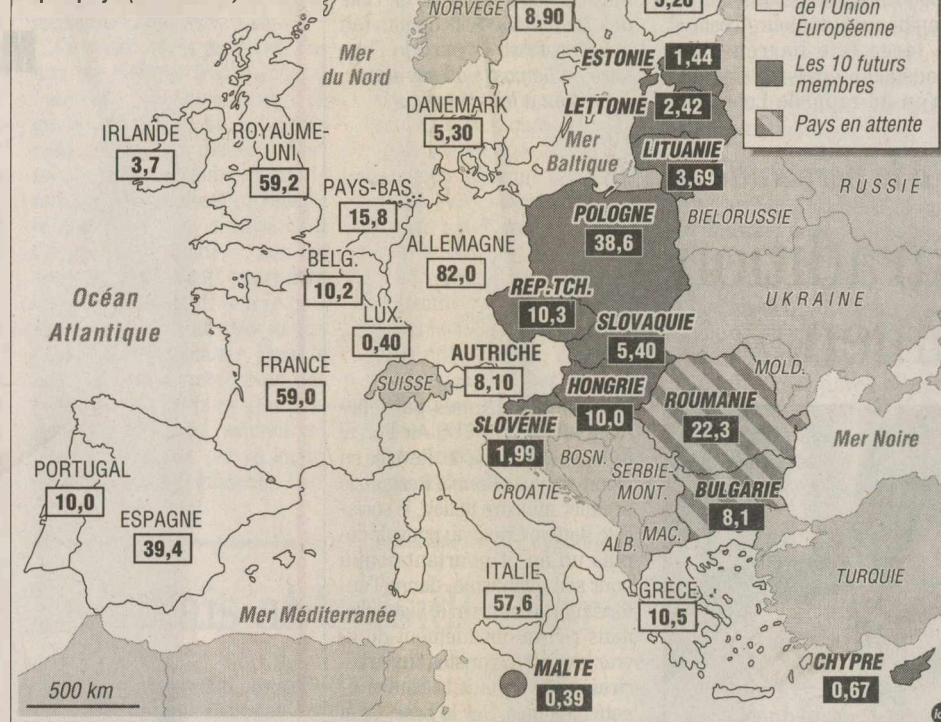 NORVÈGE
8,90
de l'Union
Européenne
Les 10 futurs
membres
Pays en attente
Mer
du Nord
ESTONIE
1,44
LETTONIE
2,42
LITUANIE
3,69
Mer
Baltique
DANEMARK
5,30
IRLANDE
3,7
ROYAUME-
UNI
59,2
PAYS-BAS.
15,8
RUSSIE
BIELORUSSIE
POLOGNE
38,6
ALLEMAGNE
82,0
BELG.
10,2
REP.TCH.
10,3
UKRAINE
Océan
Atlantique
LUX.
0,40
SLOVAQUIE
5,40
FRANCE
59,0
SUISSE
AUTRICHE
8,10
HONGRIE
10,0
MOLD.
ROUMANIE
22,3
SLOVÉNIE
1,99
BOSN.
CROATIE
SERBIE-
MONT.
Mer Noire
BULGARIE
8,1
PORTUGAL
10,0
ESPAGNE
39,4
ALB.
MAC.
ITALIE
57,6
GRÈCE
10,5
TURQUIE
Mer Méditerranée
MALTE
0,39
CHYPRE
0,67
500 km